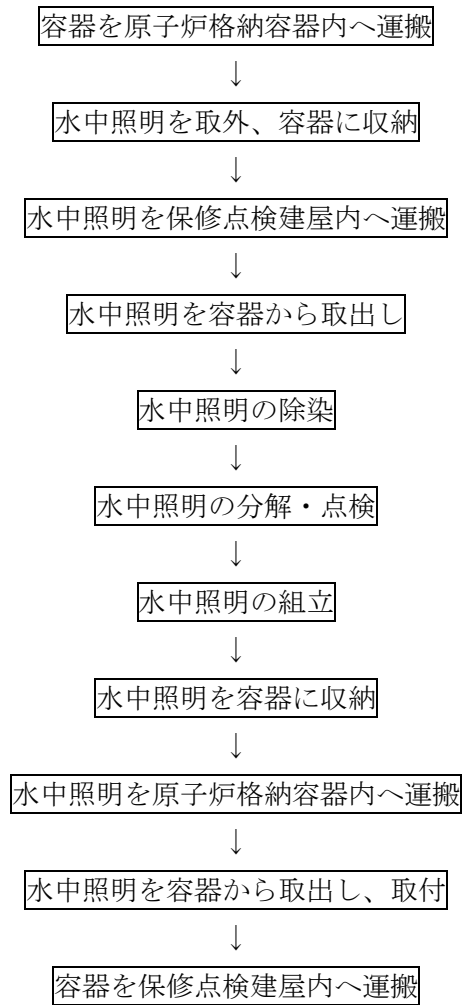 容器を原子炉格納容器内へ運搬
↓
水中照明を取外、容器に収納
↓
水中照明を保修点検建屋内へ運搬
↓
水中照明を容器から取出し
↓
水中照明の除染
↓
水中照明の分解・点検
↓
水中照明の組立
↓
水中照明を容器に収納
↓
水中照明を原子炉格納容器内へ運搬
↓
水中照明を容器から取出し、取付
↓
容器を保修点検建屋内へ運搬